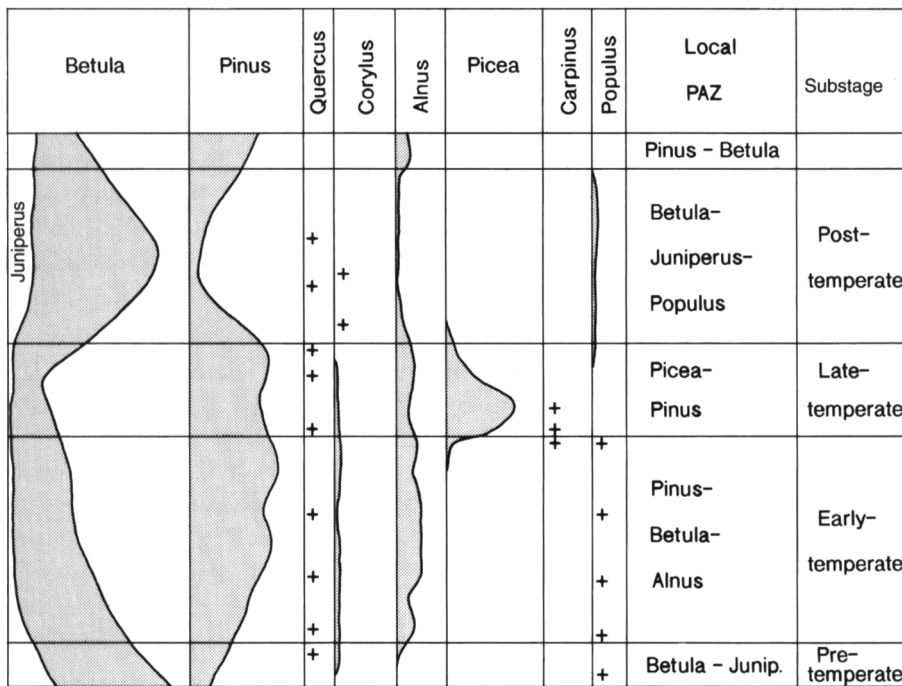 Betula
Pinus
Quercus
Corylus
Alnus
Picea
Carpinus
Populus
Local
PAZ
Substage
Pinus – Betula
Juniperus
Betula–
Juniperus–
Populus
Post–
temperate
Picea–
Pinus
Late–
temperate
Pinus–
Betula–
Alnus
Early–
temperate
Betula – Junip.
Pre–
temperate